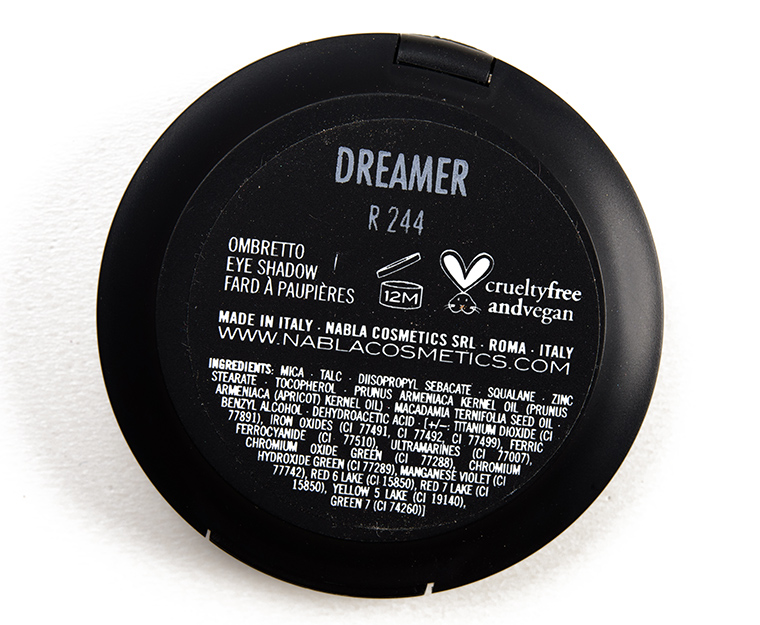 DREAMER
R 244
OMBRETTO
EYE SHADOW
FARD À PAUPIÈRES
12M
crueltyfree
andvegan
MADE IN ITALY · NABLA COSMETICS SRL · ROMA · ITALY
WWW.NABLACOSMETICS.COM
INGREDIENTS: MICA · TALC · DIISOPROPYL SEBACATE · SQUALANE · ZINC
STEARATE · TOCOPHEROL · PRUNUS ARMENIACA KERNEL OIL (PRUNUS
ARMENIACA (APRICOT) KERNEL OIL) · MACADAMIA TERNIFOLIA SEED OIL ·
BENZYL ALCOHOL · DEHYDROACETIC ACID · [+/-: TITANIUM DIOXIDE (CI
77891), IRON OXIDES (CI 77491, CI 77492, CI 77499), FERRIC
FERROCYANIDE (CI 77510), ULTRAMARINES (CI 77007),
CHROMIUM OXIDE GREEN (CI 77288), CHROMIUM
HYDROXIDE GREEN (CI 77289), MANGANESE VIOLET (CI
77742), RED 6 LAKE (CI 15850), RED 7 LAKE (CI
15850), YELLOW 5 LAKE (CI 19140),
GREEN 7 (CI 74260)]